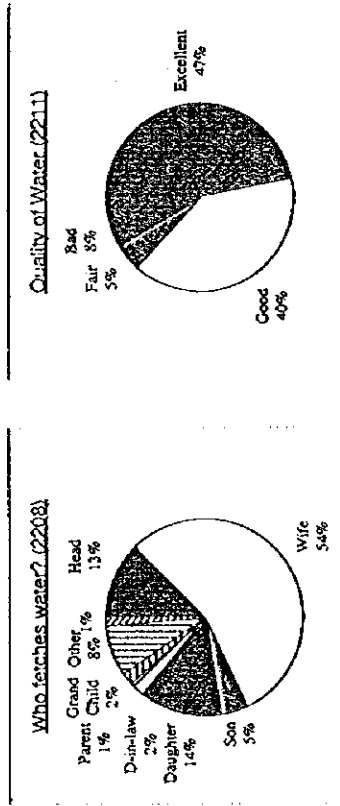 Who fetches water? (2208)
Head
13%
Wife
54%
Son
5%
Daughter
14%
D-in-law
2%
Parent
1%
Grand
Child
2%
Other
8%
1%
Quality of Water (2211)
Excellent
47%
Good
40%
Fair
5%
Bad
8%